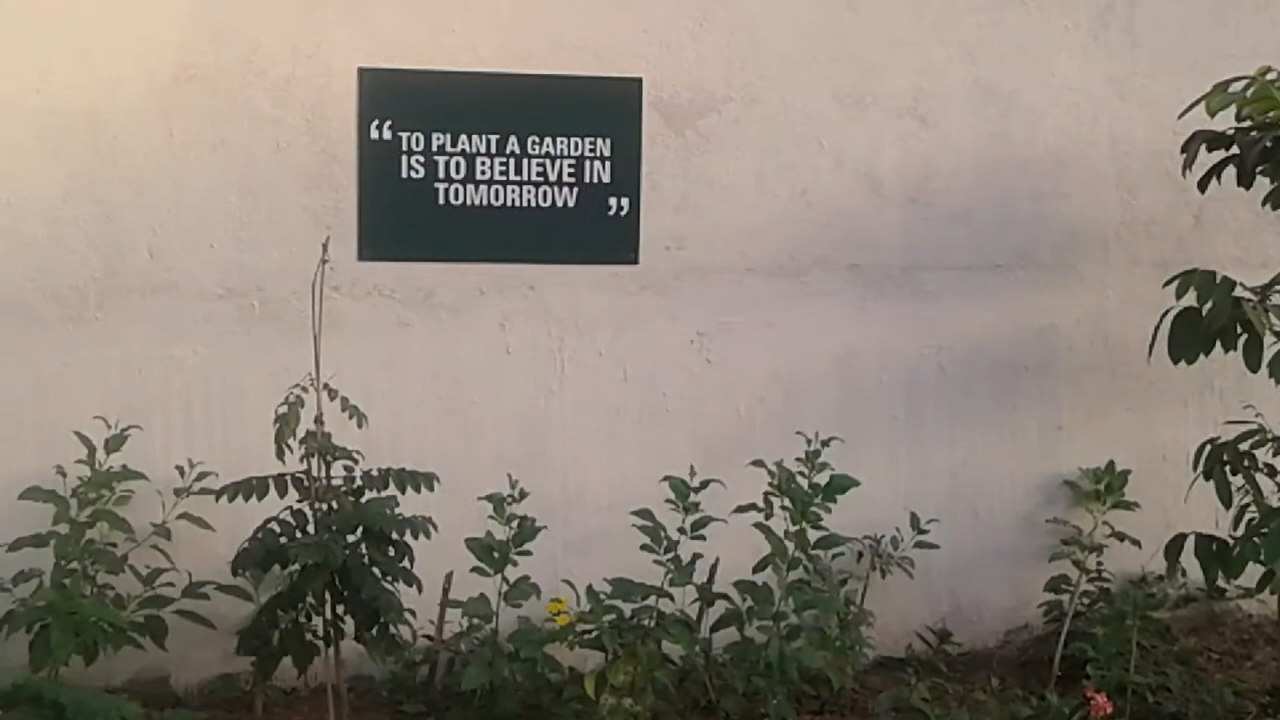 “ TO PLANT A GARDEN
IS TO BELIEVE IN
TOMORROW ”